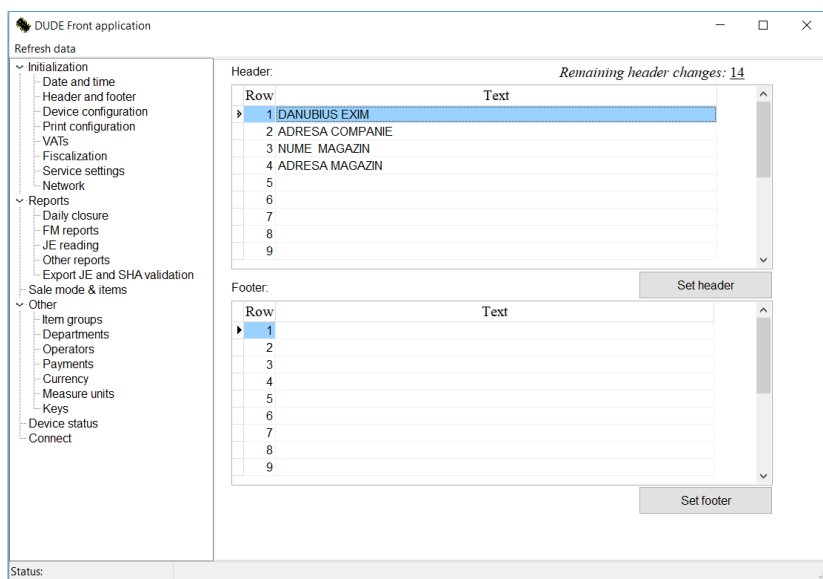 DUDE Front application
Refresh data
Initialization
Date and time
Header and footer
Device configuration
Print configuration
VATs
Fiscalization
Service settings
Network
Reports
Daily closure
FM reports
JE reading
Other reports
Export JE and SHA validation
Sale mode & items
Other
Item groups
Departments
Operators
Payments
Currency
Measure units
Keys
Device status
Connect
Header: Remaining header changes: 14
Row Text
1 DANUBIUS EXIM
2 ADRESA COMPANIE
3 NUME  MAGAZIN
4 ADRESA MAGAZIN
5
6
7
8
9
Set header
Footer:
Row Text
1
2
3
4
5
6
7
8
9
Set footer
Status: